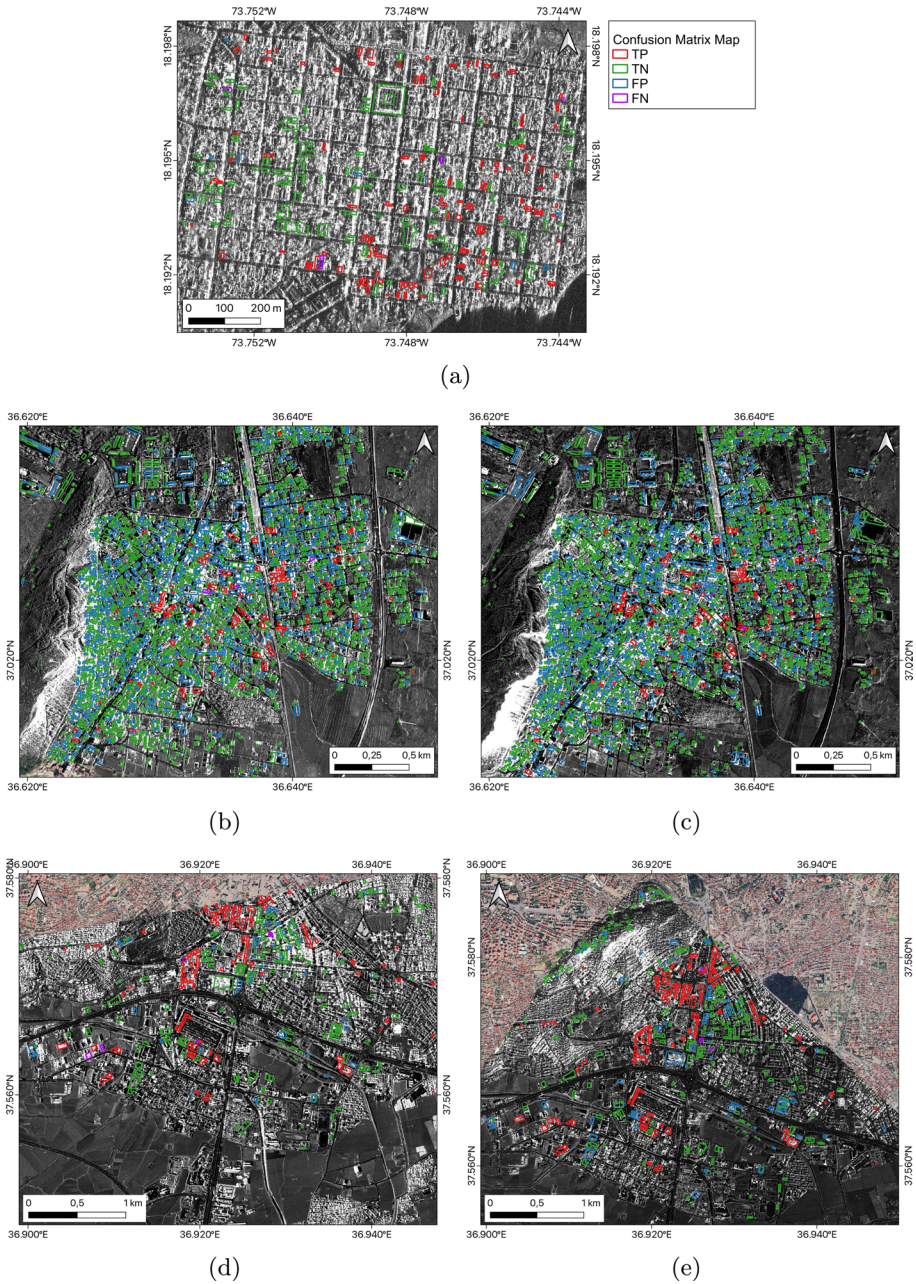 73.752°W 73.748°W 73.744°W
18.198°N 18.198°N
Confusion Matrix Map
TP
TN
FP
FN
18.195°N 18.195°N
18.192°N 18.192°N
0 100 200 m
73.752°W 73.748°W 73.744°W
(a)
36.620°E 36.640°E
37.020°N 37.020°N
0 0,25 0,5 km
36.620°E 36.640°E
(b)
36.620°E 36.640°E
37.020°N 37.020°N
0 0,25 0,5 km
36.620°E 36.640°E
(c)
36.900°E 36.920°E 36.940°E
37.580°N 37.580°N
37.560°N 37.560°N
0 0,5 1 km
36.900°E 36.920°E 36.940°E
(d)
36.900°E 36.920°E 36.940°E
37.580°N 37.580°N
37.560°N 37.560°N
0 0,5 1 km
36.900°E 36.920°E 36.940°E
(e)